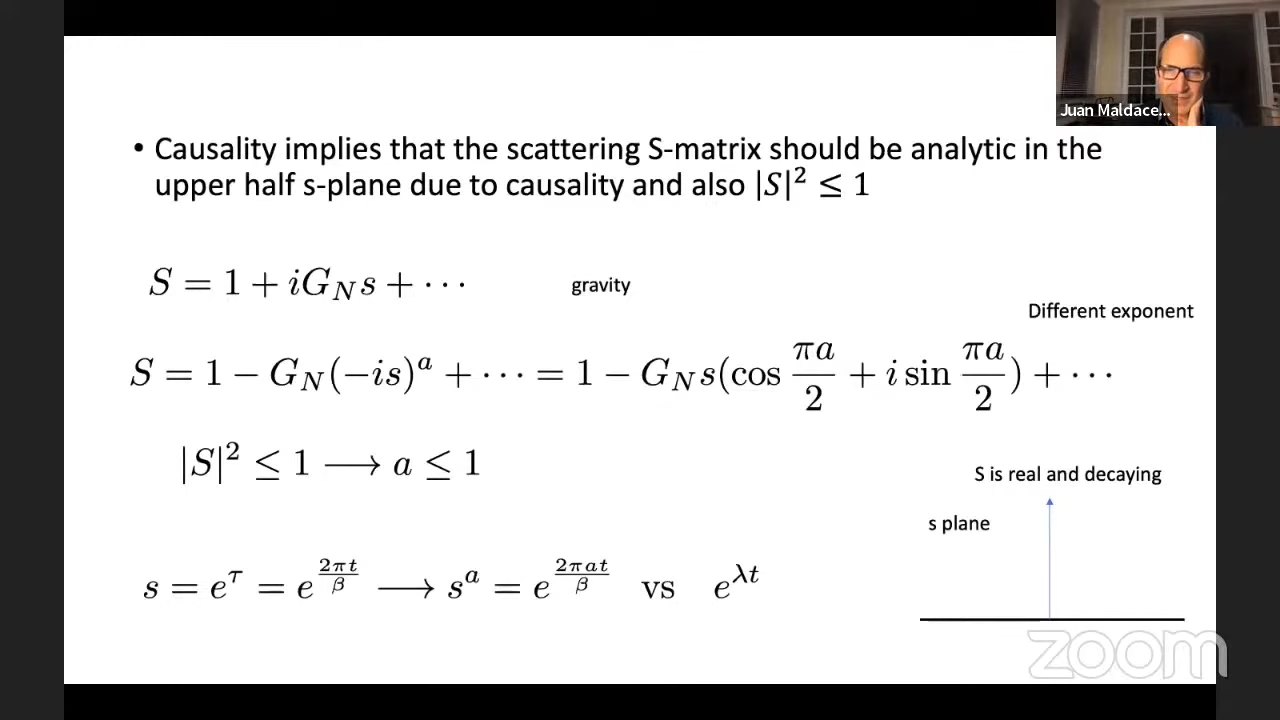 Juan Maldace...
• Causality implies that the scattering S-matrix should be analytic in the
upper half s-plane due to causality and also |S|² ≤ 1
S = 1 + iG_N s + ⋯
gravity
Different exponent
S = 1 − G_N(−is)^a + ⋯ = 1 − G_N s(cos πa/2 + i sin πa/2) + ⋯
|S|² ≤ 1 ⟶ a ≤ 1
S is real and decaying
s plane
s = e^τ = e^{2πt/β} ⟶ s^a = e^{2πat/β} vs e^{λt}
zoom